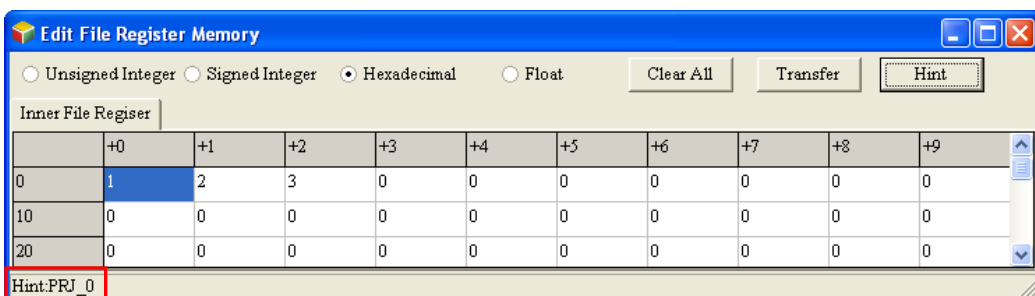 Edit File Register Memory
Unsigned Integer Signed Integer Hexadecimal Float Clear All Transfer Hint
Inner File Regiser
+0 +1 +2 +3 +4 +5 +6 +7 +8 +9
0 1 2 3 0 0 0 0 0 0 0
10 0 0 0 0 0 0 0 0 0 0
20 0 0 0 0 0 0 0 0 0 0
Hint:PRJ_0